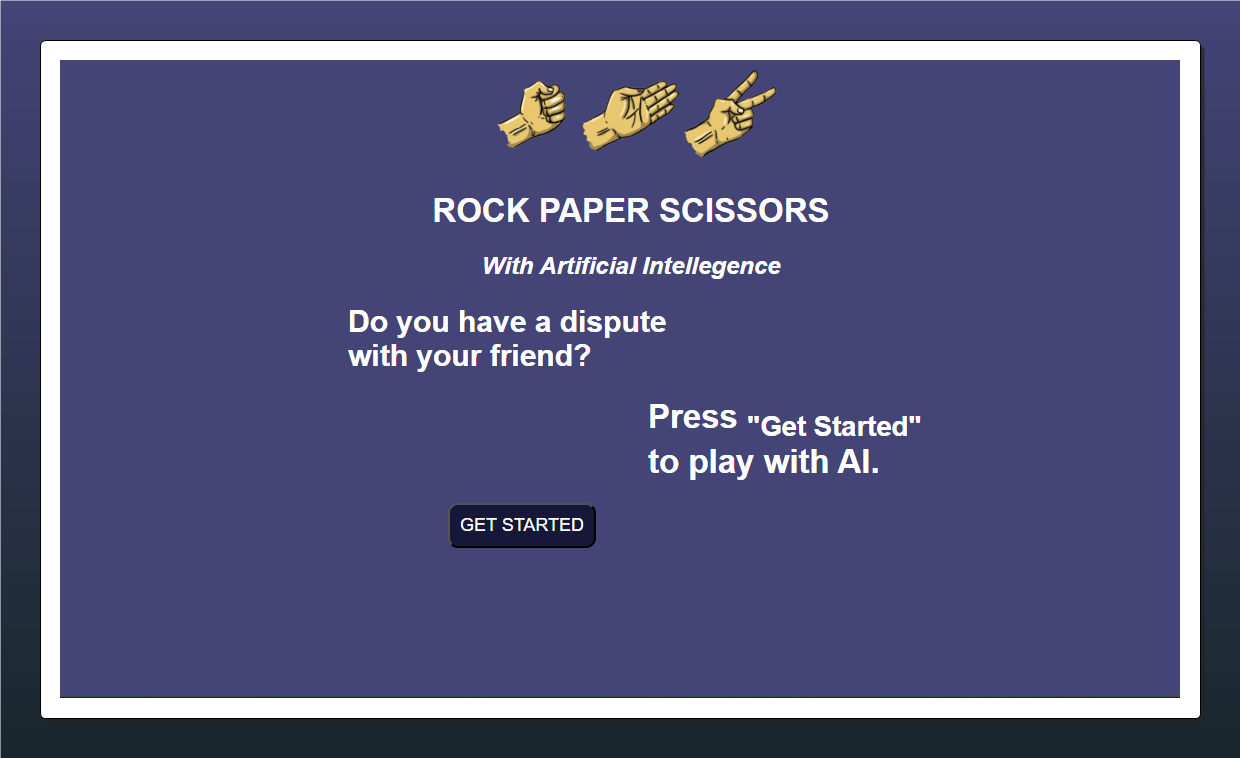 ROCK PAPER SCISSORS
With Artificial Intellegence
Do you have a dispute
with your friend?
Press "Get Started"
to play with AI.
GET STARTED